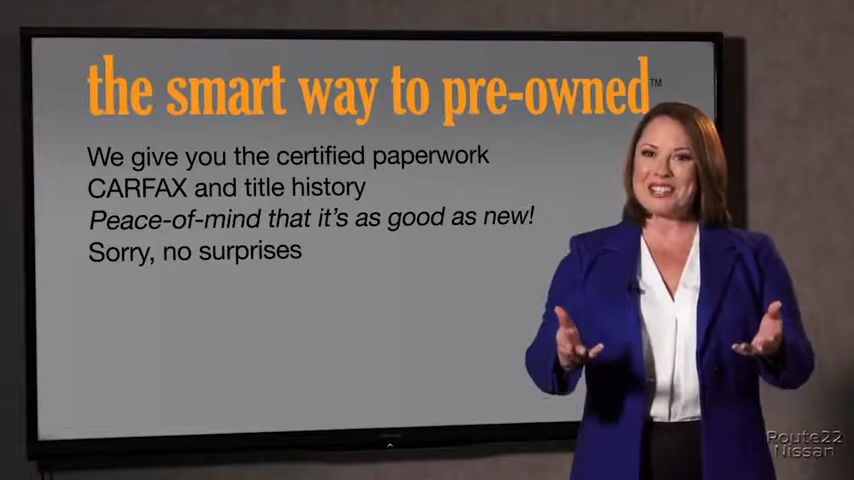 the smart way to pre-owned™
We give you the certified paperwork
CARFAX and title history
Peace-of-mind that it's as good as new!
Sorry, no surprises
Route22
Nissan